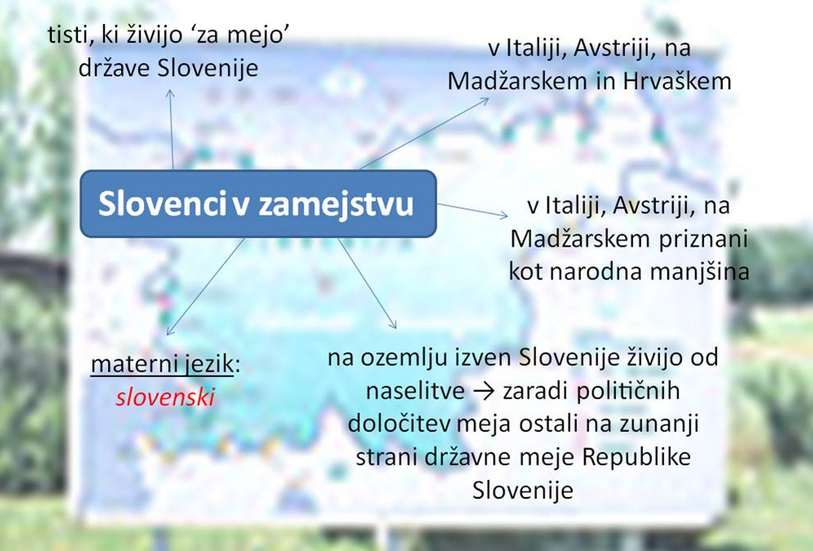 tisti, ki živijo ‘za mejo’
države Slovenije
v Italiji, Avstriji, na
Madžarskem in Hrvaškem
Slovenci v zamejstvu
v Italiji, Avstriji, na
Madžarskem priznani
kot narodna manjšina
materni jezik:
slovenski
na ozemlju izven Slovenije živijo od
naselitve → zaradi političnih
določitev meja ostali na zunanji
strani državne meje Republike
Slovenije